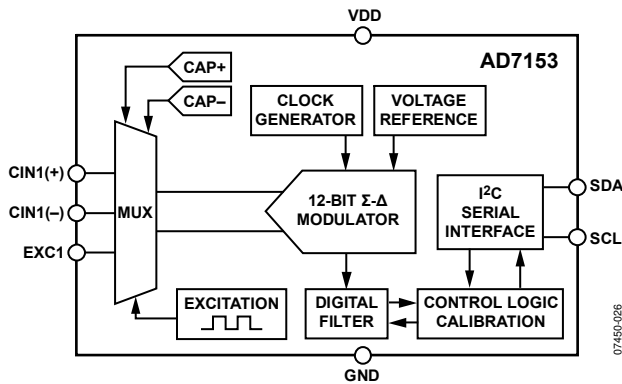 VDD
AD7153
CAP+
CAP–
CLOCK
GENERATOR
VOLTAGE
REFERENCE
CIN1(+)
CIN1(–)
EXC1
MUX
12-BIT Σ-Δ
MODULATOR
I²C
SERIAL
INTERFACE
SDA
SCL
EXCITATION
DIGITAL
FILTER
CONTROL LOGIC
CALIBRATION
GND
07450-026